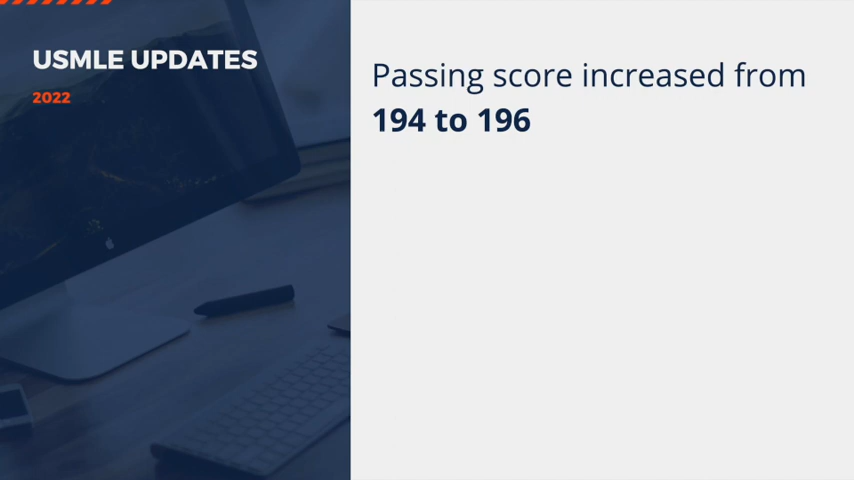 USMLE UPDATES
2022
Passing score increased from
194 to 196